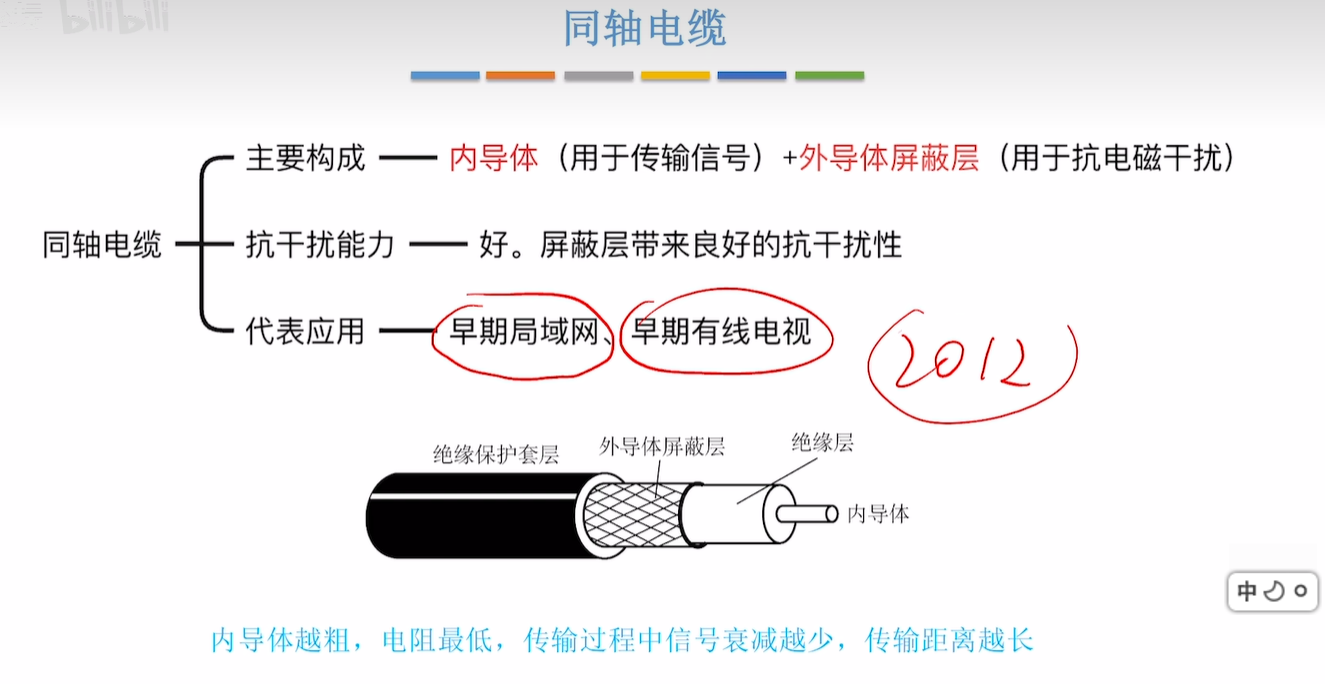 bilibili
同轴电缆
主要构成 —— 内导体（用于传输信号）+外导体屏蔽层（用于抗电磁干扰）
同轴电缆
抗干扰能力 —— 好。屏蔽层带来良好的抗干扰性
代表应用 —— 早期局域网、早期有线电视
2012
绝缘保护套层
外导体屏蔽层
绝缘层
内导体
中
内导体越粗，电阻最低，传输过程中信号衰减越少，传输距离越长